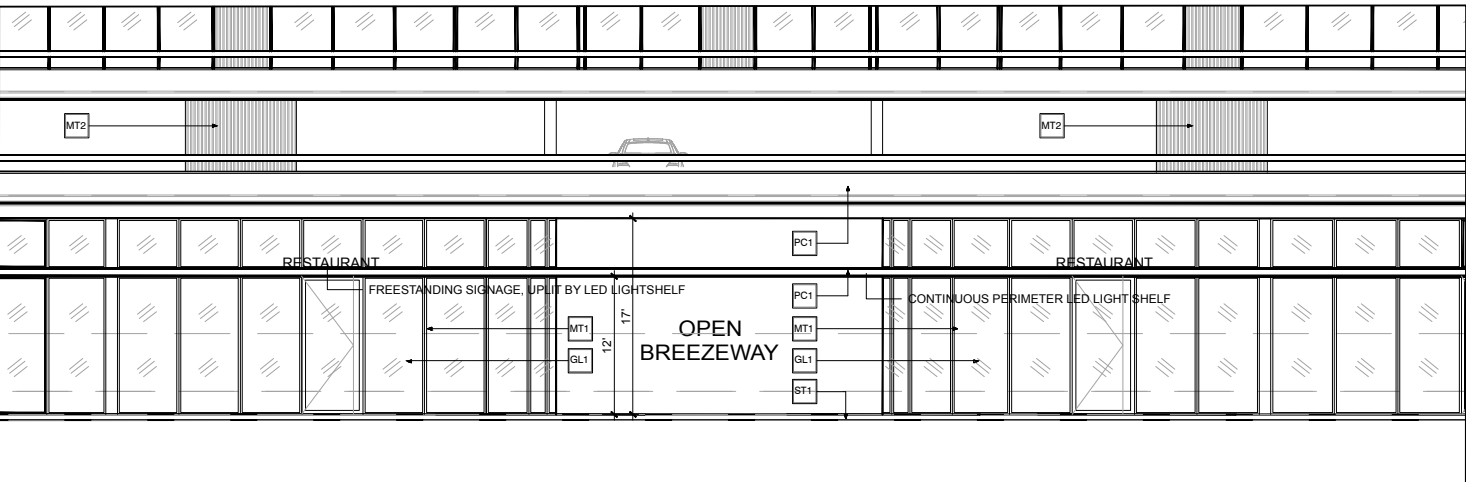 MT2
MT2
PC1
RESTAURANT
RESTAURANT
FREESTANDING SIGNAGE, UPLIT BY LED LIGHTSHELF
PC1
CONTINUOUS PERIMETER LED LIGHT SHELF
17'
12'
MT1
OPEN
BREEZEWAY
MT1
GL1
GL1
ST1